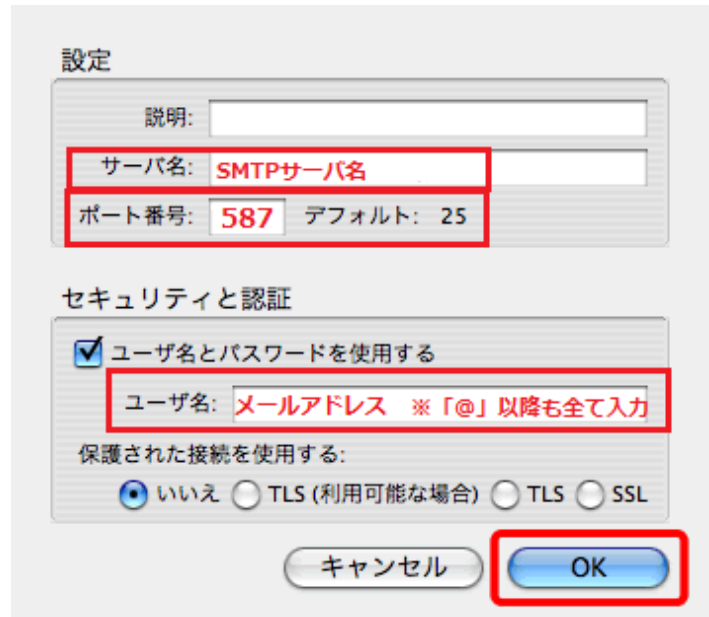 設定
説明:
サーバ名: SMTPサーバ名
ポート番号: 587 デフォルト: 25
セキュリティと認証
ユーザ名とパスワードを使用する
ユーザ名: メールアドレス ※「@」以降も全て入力
保護された接続を使用する:
いいえ TLS (利用可能な場合) TLS SSL
キャンセル OK